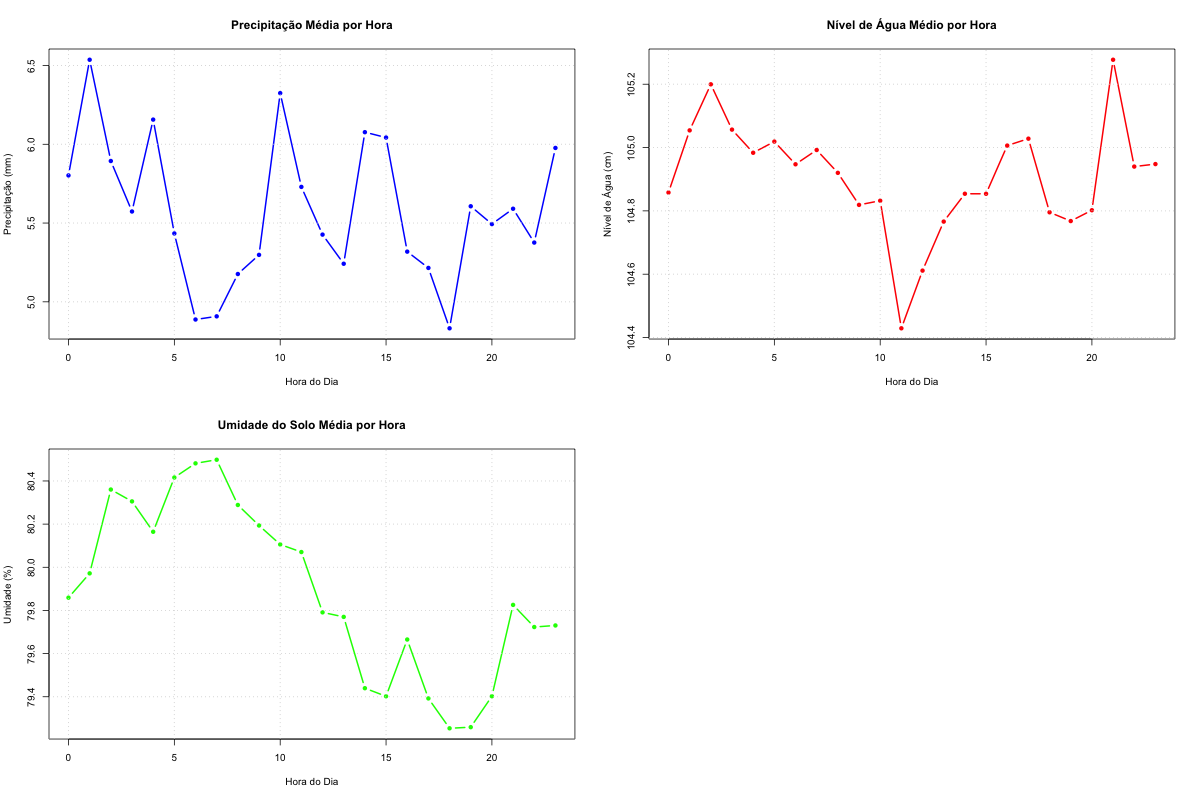 Precipitação Média por Hora
Precipitação (mm)
6.5
6.0
5.5
5.0
0 5 10 15 20
Hora do Dia
Nível de Água Médio por Hora
Nível de Água (cm)
105.2
105.0
104.8
104.6
104.4
0 5 10 15 20
Hora do Dia
Umidade do Solo Média por Hora
Umidade (%)
80.4
80.2
80.0
79.8
79.6
79.4
0 5 10 15 20
Hora do Dia